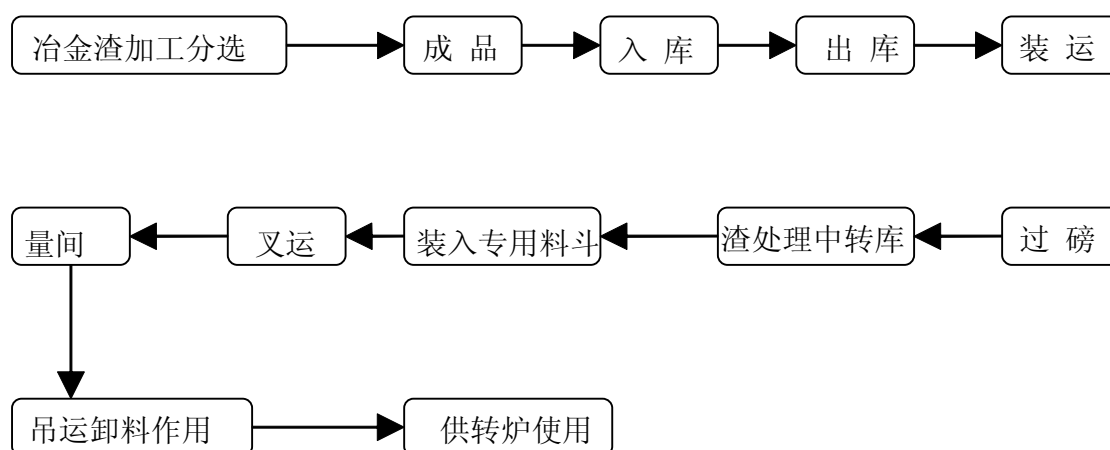 冶金渣加工分选
成 品
入 库
出 库
装 运
过 磅
渣处理中转库
装入专用料斗
叉运
量间
吊运卸料作用
供转炉使用